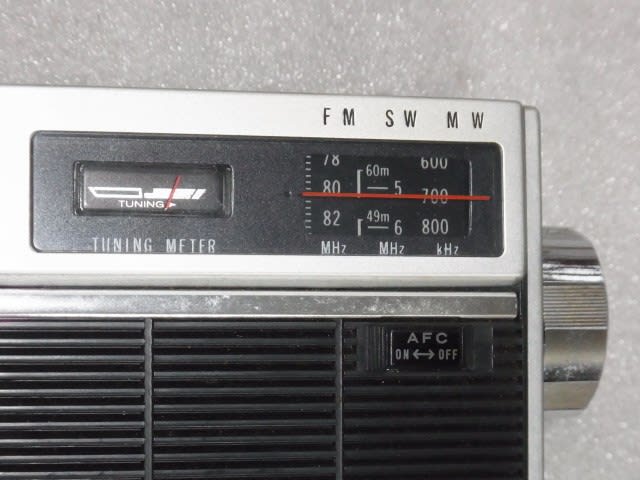 FM SW MW
78 60m 600
80 5 700
82 49m 6 800
MHz MHz kHz
TUNING
TUNING METER
AFC
ON ↔ OFF